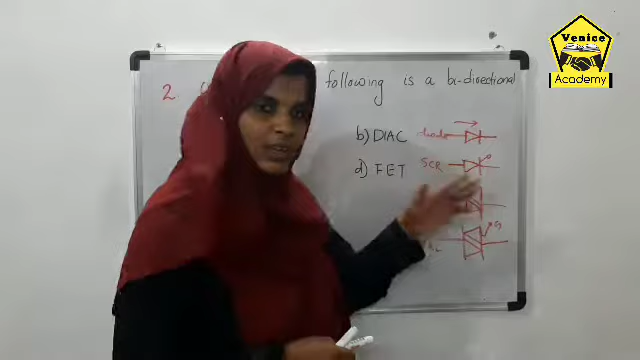 Venice
Academy
2 following is a bi-directional
b) DIAC diode
d) FET SCR
G